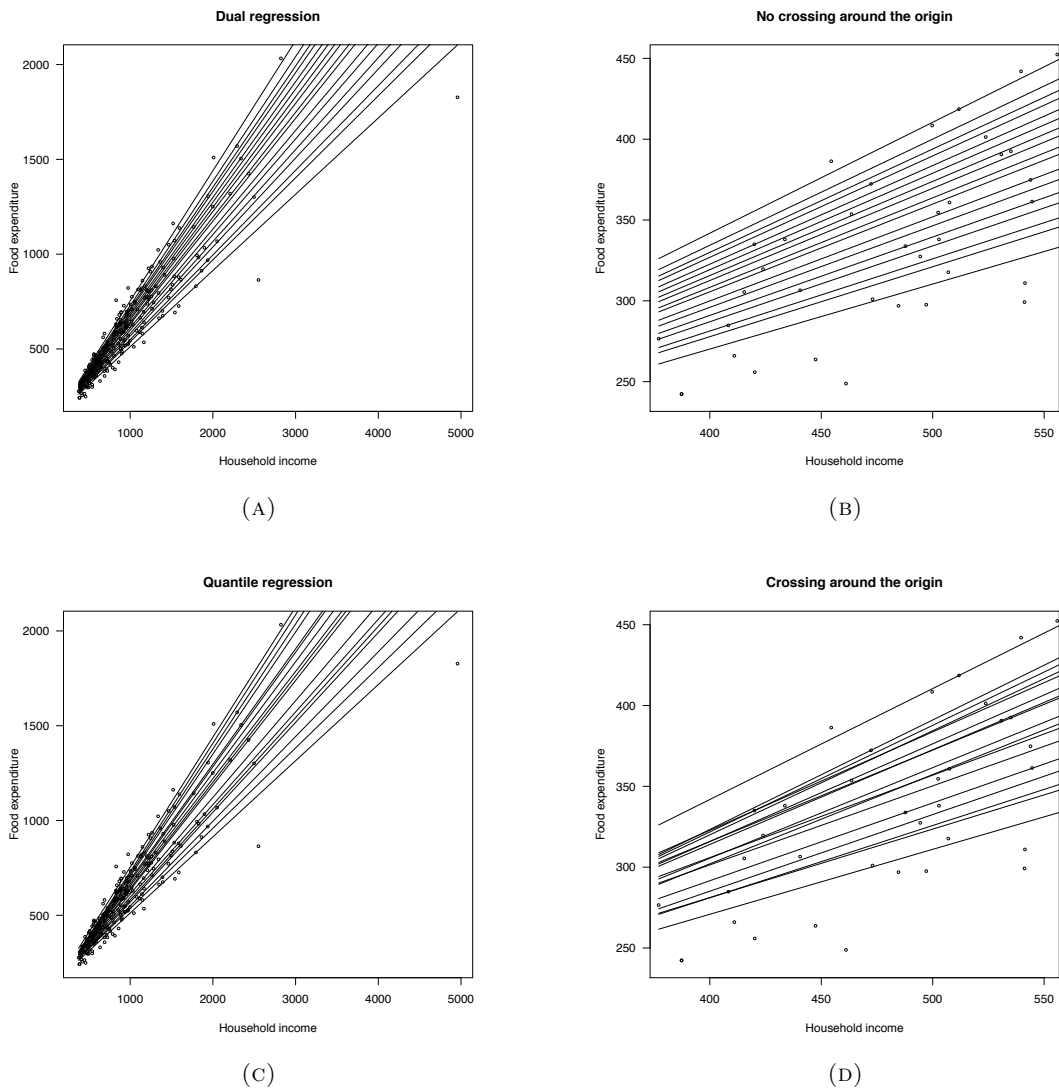 Dual regression
Food expenditure
2000
1500
1000
500
1000 2000 3000 4000 5000
Household income
(A)
No crossing around the origin
Food expenditure
450
400
350
300
250
400 450 500 550
Household income
(B)
Quantile regression
Food expenditure
2000
1500
1000
500
1000 2000 3000 4000 5000
Household income
(C)
Crossing around the origin
Food expenditure
450
400
350
300
250
400 450 500 550
Household income
(D)